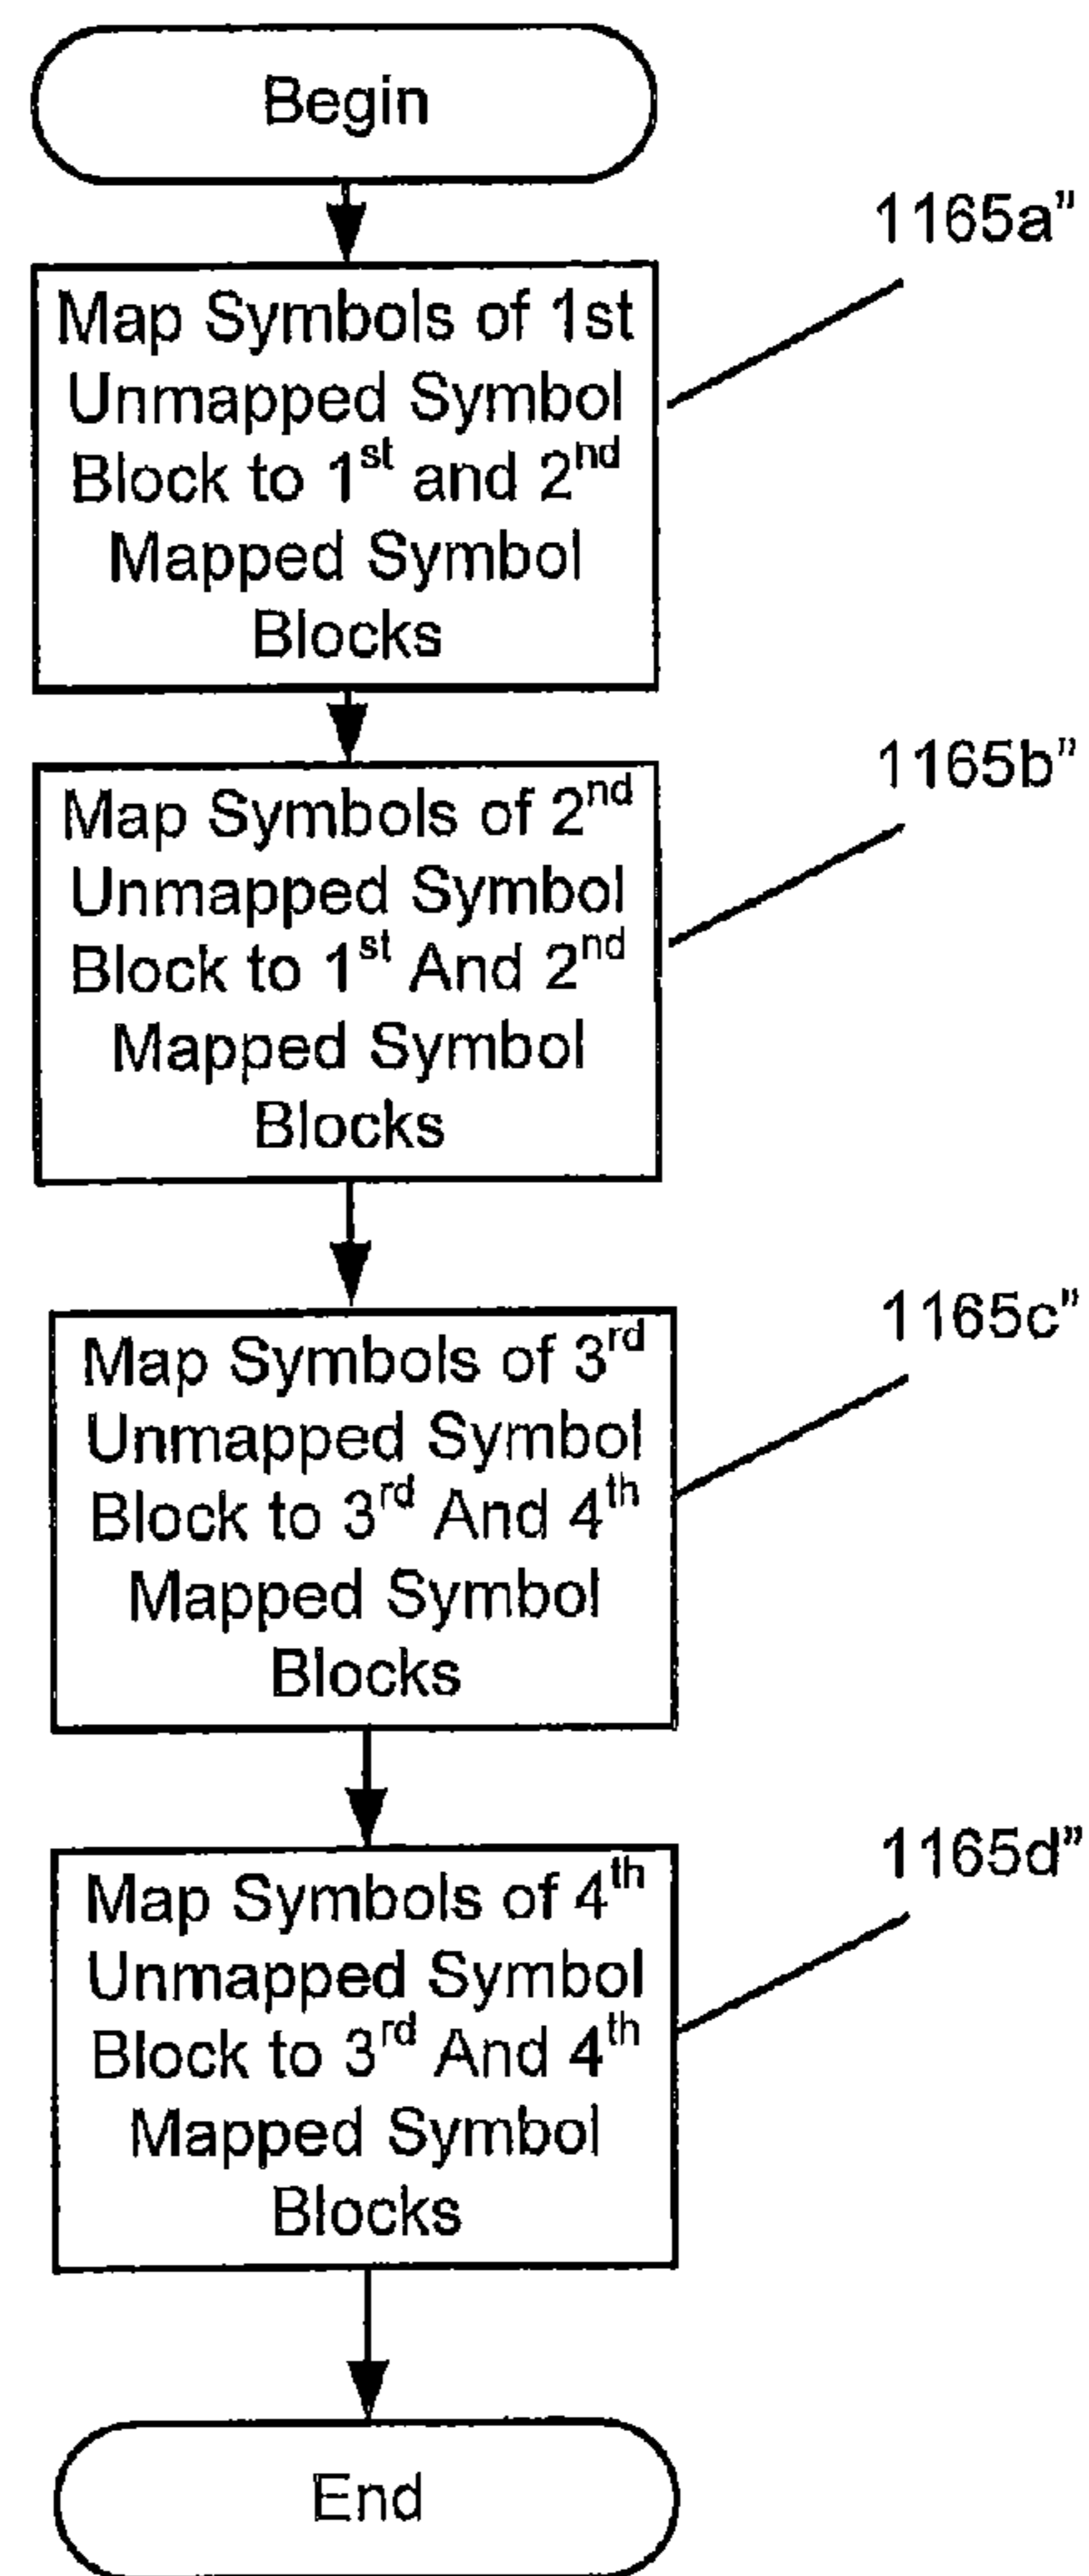 Begin
1165a”
Map Symbols of 1st
Unmapped Symbol
Block to 1st and 2nd
Mapped Symbol
Blocks
1165b”
Map Symbols of 2nd
Unmapped Symbol
Block to 1st And 2nd
Mapped Symbol
Blocks
1165c”
Map Symbols of 3rd
Unmapped Symbol
Block to 3rd And 4th
Mapped Symbol
Blocks
1165d”
Map Symbols of 4th
Unmapped Symbol
Block to 3rd And 4th
Mapped Symbol
Blocks
End